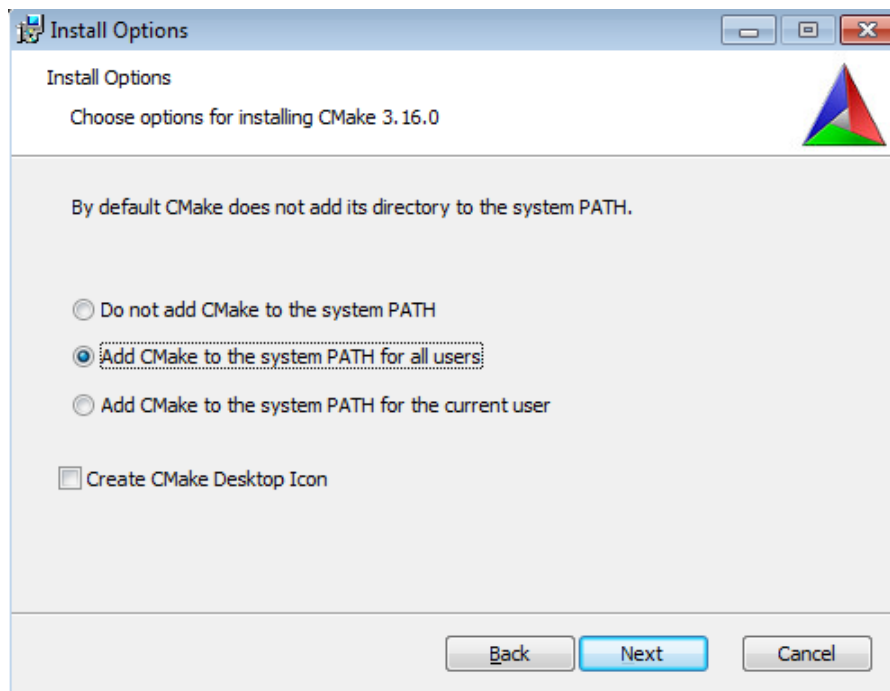 Install Options
Install Options
Choose options for installing CMake 3.16.0
By default CMake does not add its directory to the system PATH.
Do not add CMake to the system PATH
Add CMake to the system PATH for all users
Add CMake to the system PATH for the current user
Create CMake Desktop Icon
Back Next Cancel